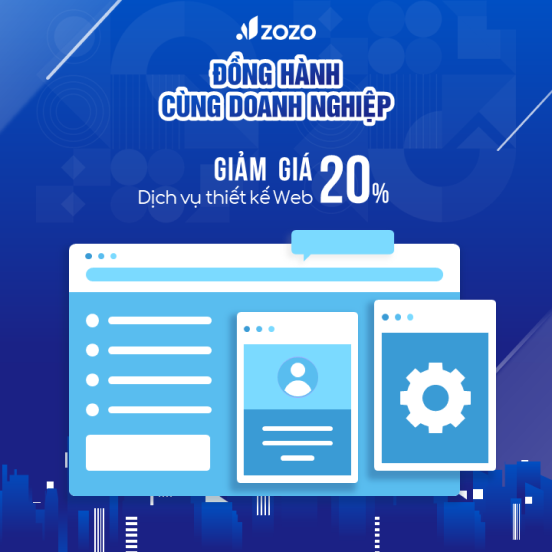 ZOZO
ĐỒNG HÀNH
CÙNG DOANH NGHIỆP
GIẢM GIÁ
Dịch vụ thiết kế Web 20%